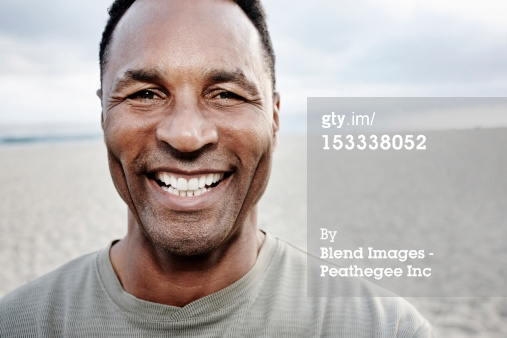 gty.im/
153338052
By
Blend Images -
Peathegee Inc